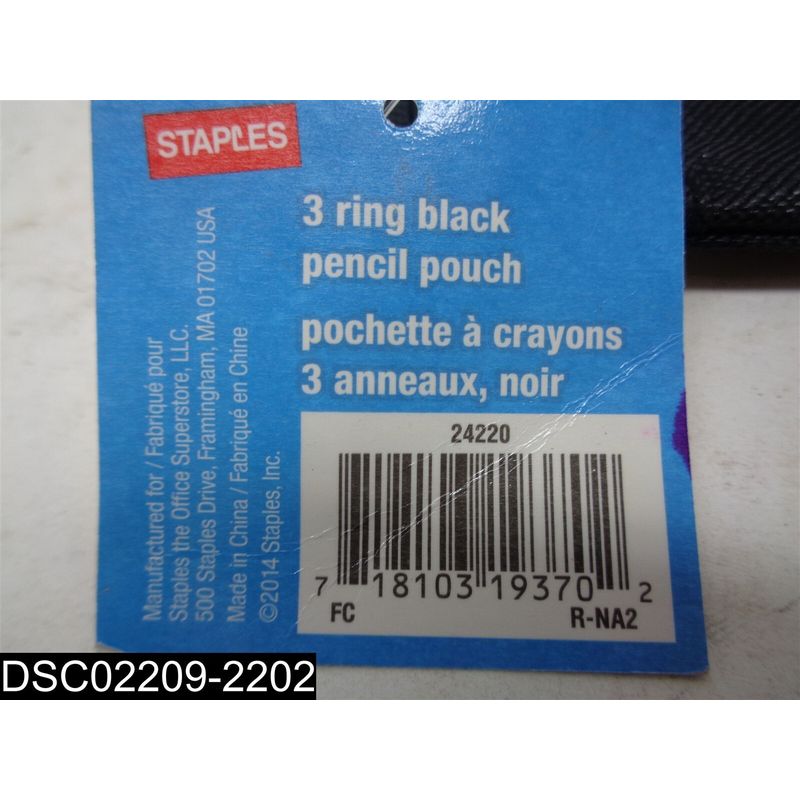 STAPLES
3 ring black
pencil pouch
pochette à crayons
3 anneaux, noir
Manufactured for / Fabriqué pour
Staples the Office Superstore, LLC.
500 Staples Drive, Framingham, MA 01702 USA
Made in China / Fabriqué en Chine
©2014 Staples, Inc.
24220
7 18103 19370 2
FC R-NA2
DSC02209-2202